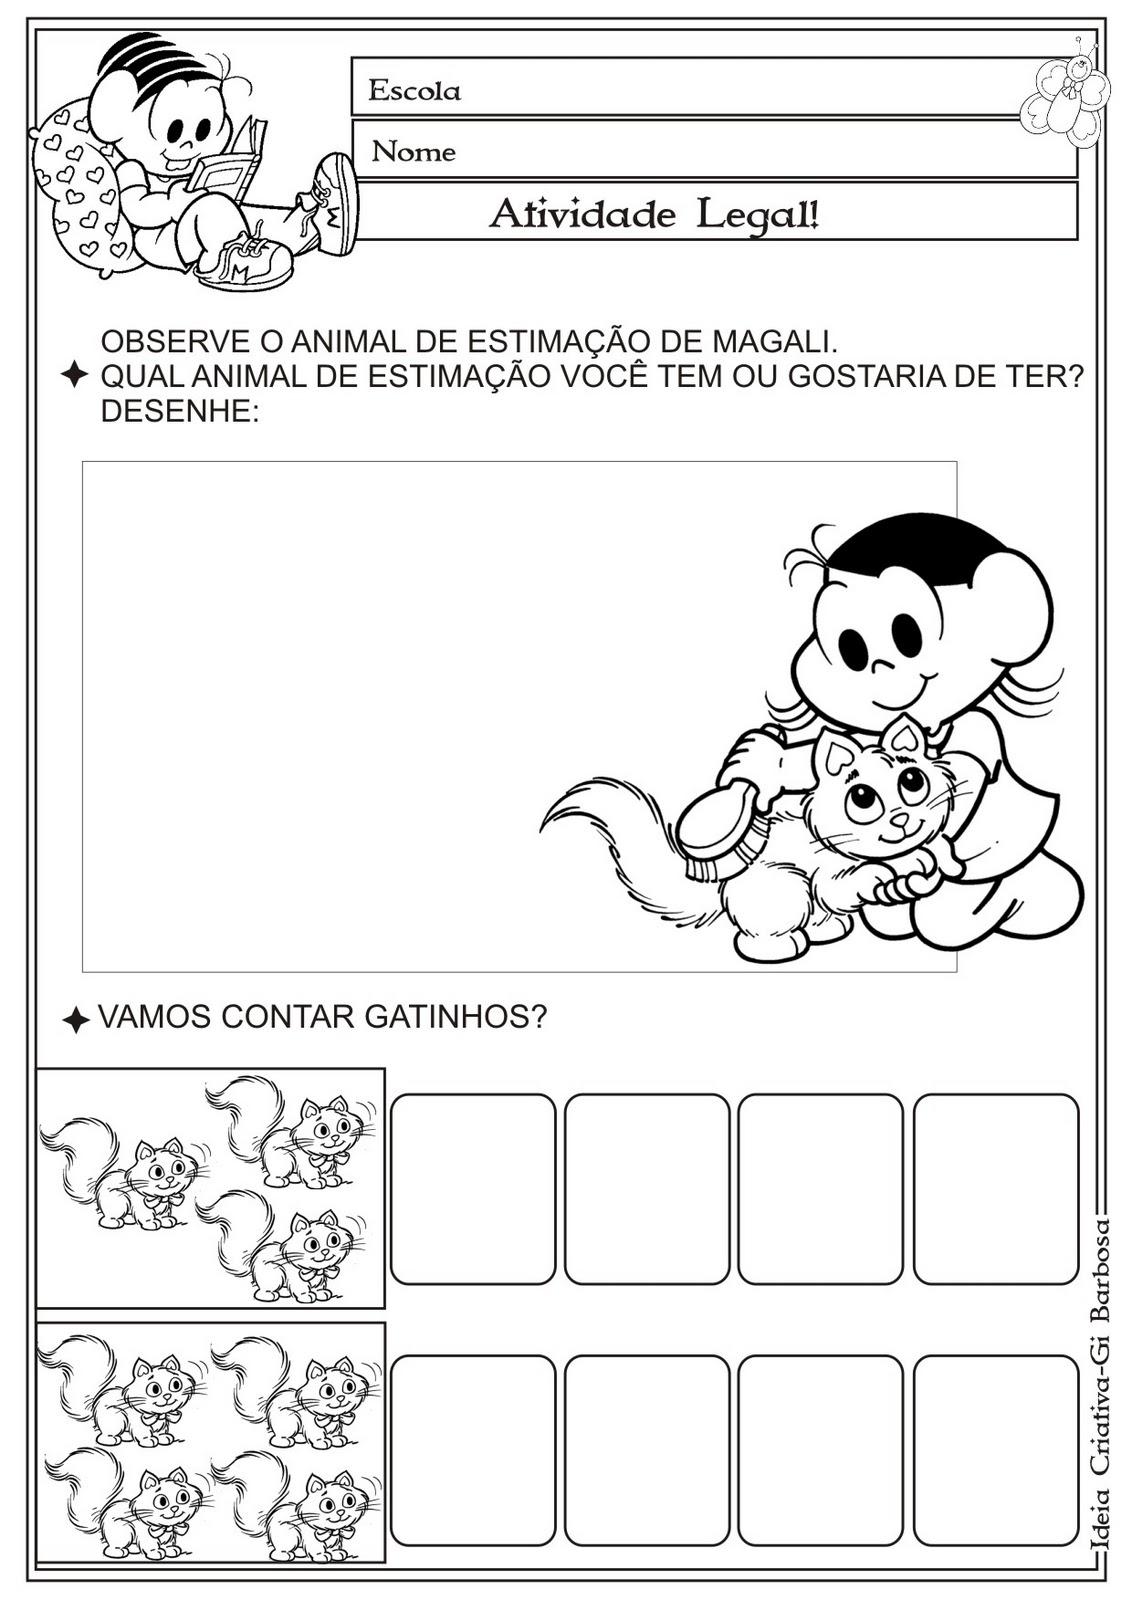 Escola
Nome
Atividade Legal!
OBSERVE O ANIMAL DE ESTIMAÇÃO DE MAGALI.
QUAL ANIMAL DE ESTIMAÇÃO VOCÊ TEM OU GOSTARIA DE TER?
DESENHE:
VAMOS CONTAR GATINHOS?
Ideia Criativa-Gi Barbosa
M
M